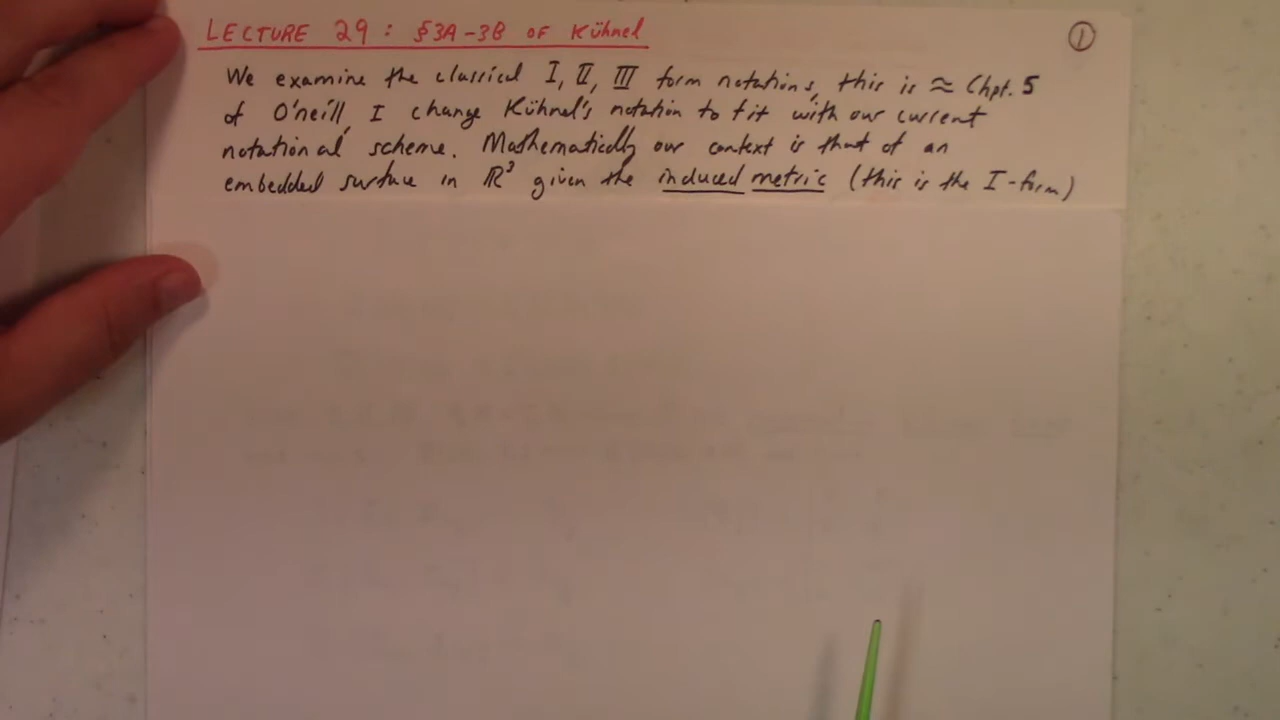 LECTURE 29 : §3A-3B OF Kühnel
①
We examine the classical I, II, III form notations, this is ≈ Chpt. 5
of O'neill, I change Kühnel's notation to fit with our current
notational scheme. Mathematically our context is that of an
embedded surface in ℝ³ given the induced metric (this is the I-form)